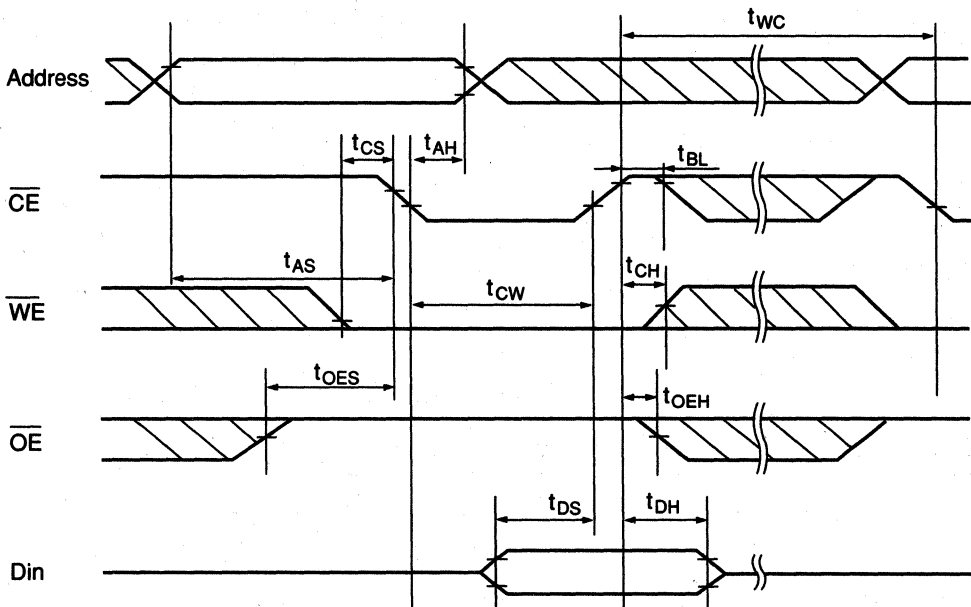 tWC
Address
tCS tAH
tBL
CE
tAS
tCH
tCW
WE
tOES
tOEH
OE
tDS tDH
Din